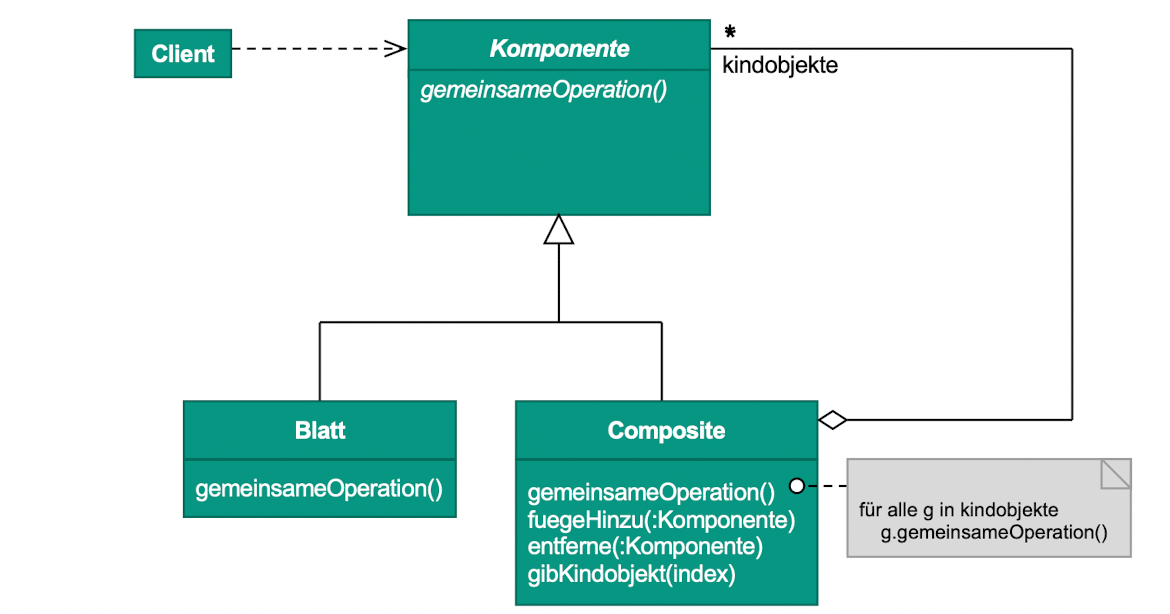 Client
Komponente
gemeinsameOperation()
*
kindobjekte
Blatt
gemeinsameOperation()
Composite
gemeinsameOperation()
fuegeHinzu(:Komponente)
entferne(:Komponente)
gibKindobjekt(index)
für alle g in kindobjekte
g.gemeinsameOperation()